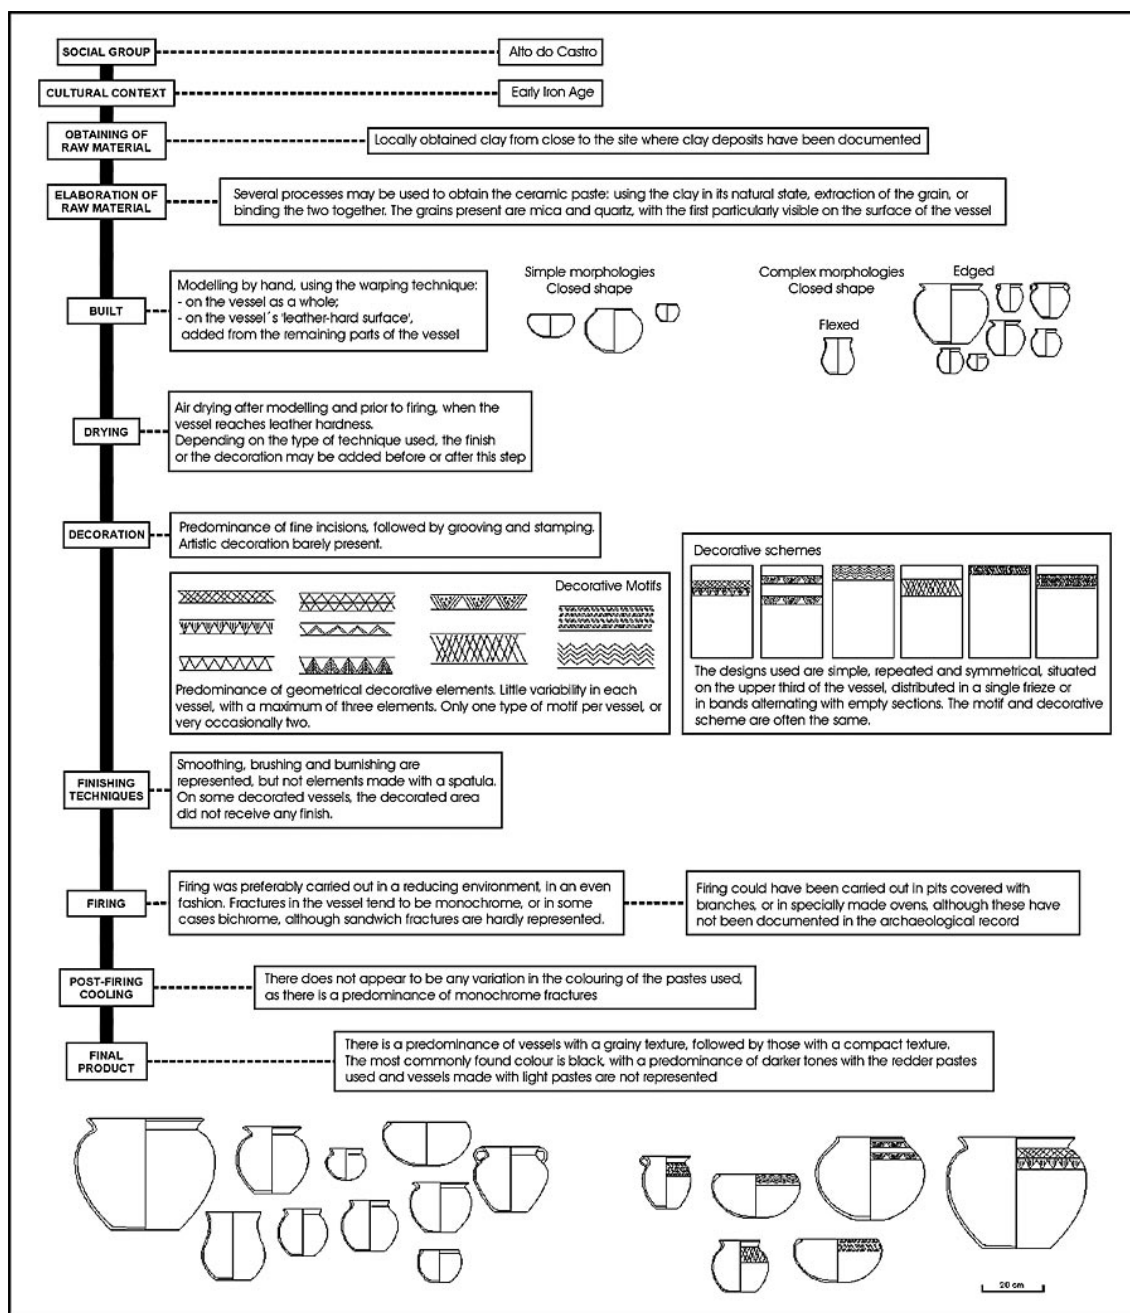 SOCIAL GROUP
Alto do Castro
CULTURAL CONTEXT
Early Iron Age
OBTAINING OF
RAW MATERIAL
Locally obtained clay from close to the site where clay deposits have been documented
ELABORATION OF
RAW MATERIAL
Several processes may be used to obtain the ceramic paste: using the clay in its natural state, extraction of the grain, or
binding the two together. The grains present are mica and quartz, with the first particularly visible on the surface of the vessel
BUILT
Modelling by hand, using the warping technique:
- on the vessel as a whole;
- on the vessel´s 'leather-hard surface',
added from the remaining parts of the vessel
Simple morphologies
Closed shape
Complex morphologies
Closed shape
Flexed
Edged
DRYING
Air drying after modelling and prior to firing, when the
vessel reaches leather hardness.
Depending on the type of technique used, the finish
or the decoration may be added before or after this step
DECORATION
Predominance of fine incisions, followed by grooving and stamping.
Artistic decoration barely present.
Decorative Motifs
Predominance of geometrical decorative elements. Little variability in each
vessel, with a maximum of three elements. Only one type of motif per vessel, or
very occasionally two.
Decorative schemes
The designs used are simple, repeated and symmetrical, situated
on the upper third of the vessel, distributed in a single frieze or
in bands alternating with empty sections. The motif and decorative
scheme are often the same.
FINISHING
TECHNIQUES
Smoothing, brushing and burnishing are
represented, but not elements made with a spatula.
On some decorated vessels, the decorated area
did not receive any finish.
FIRING
Firing was preferably carried out in a reducing environment, in an even
fashion. Fractures in the vessel tend to be monochrome, or in some
cases bichrome, although sandwich fractures are hardly represented.
Firing could have been carried out in pits covered with
branches, or in specially made ovens, although these have
not been documented in the archaeological record
POST-FIRING
COOLING
There does not appear to be any variation in the colouring of the pastes used,
as there is a predominance of monochrome fractures
FINAL
PRODUCT
There is a predominance of vessels with a grainy texture, followed by those with a compact texture.
The most commonly found colour is black, with a predominance of darker tones with the redder pastes
used and vessels made with light pastes are not represented
20 cm